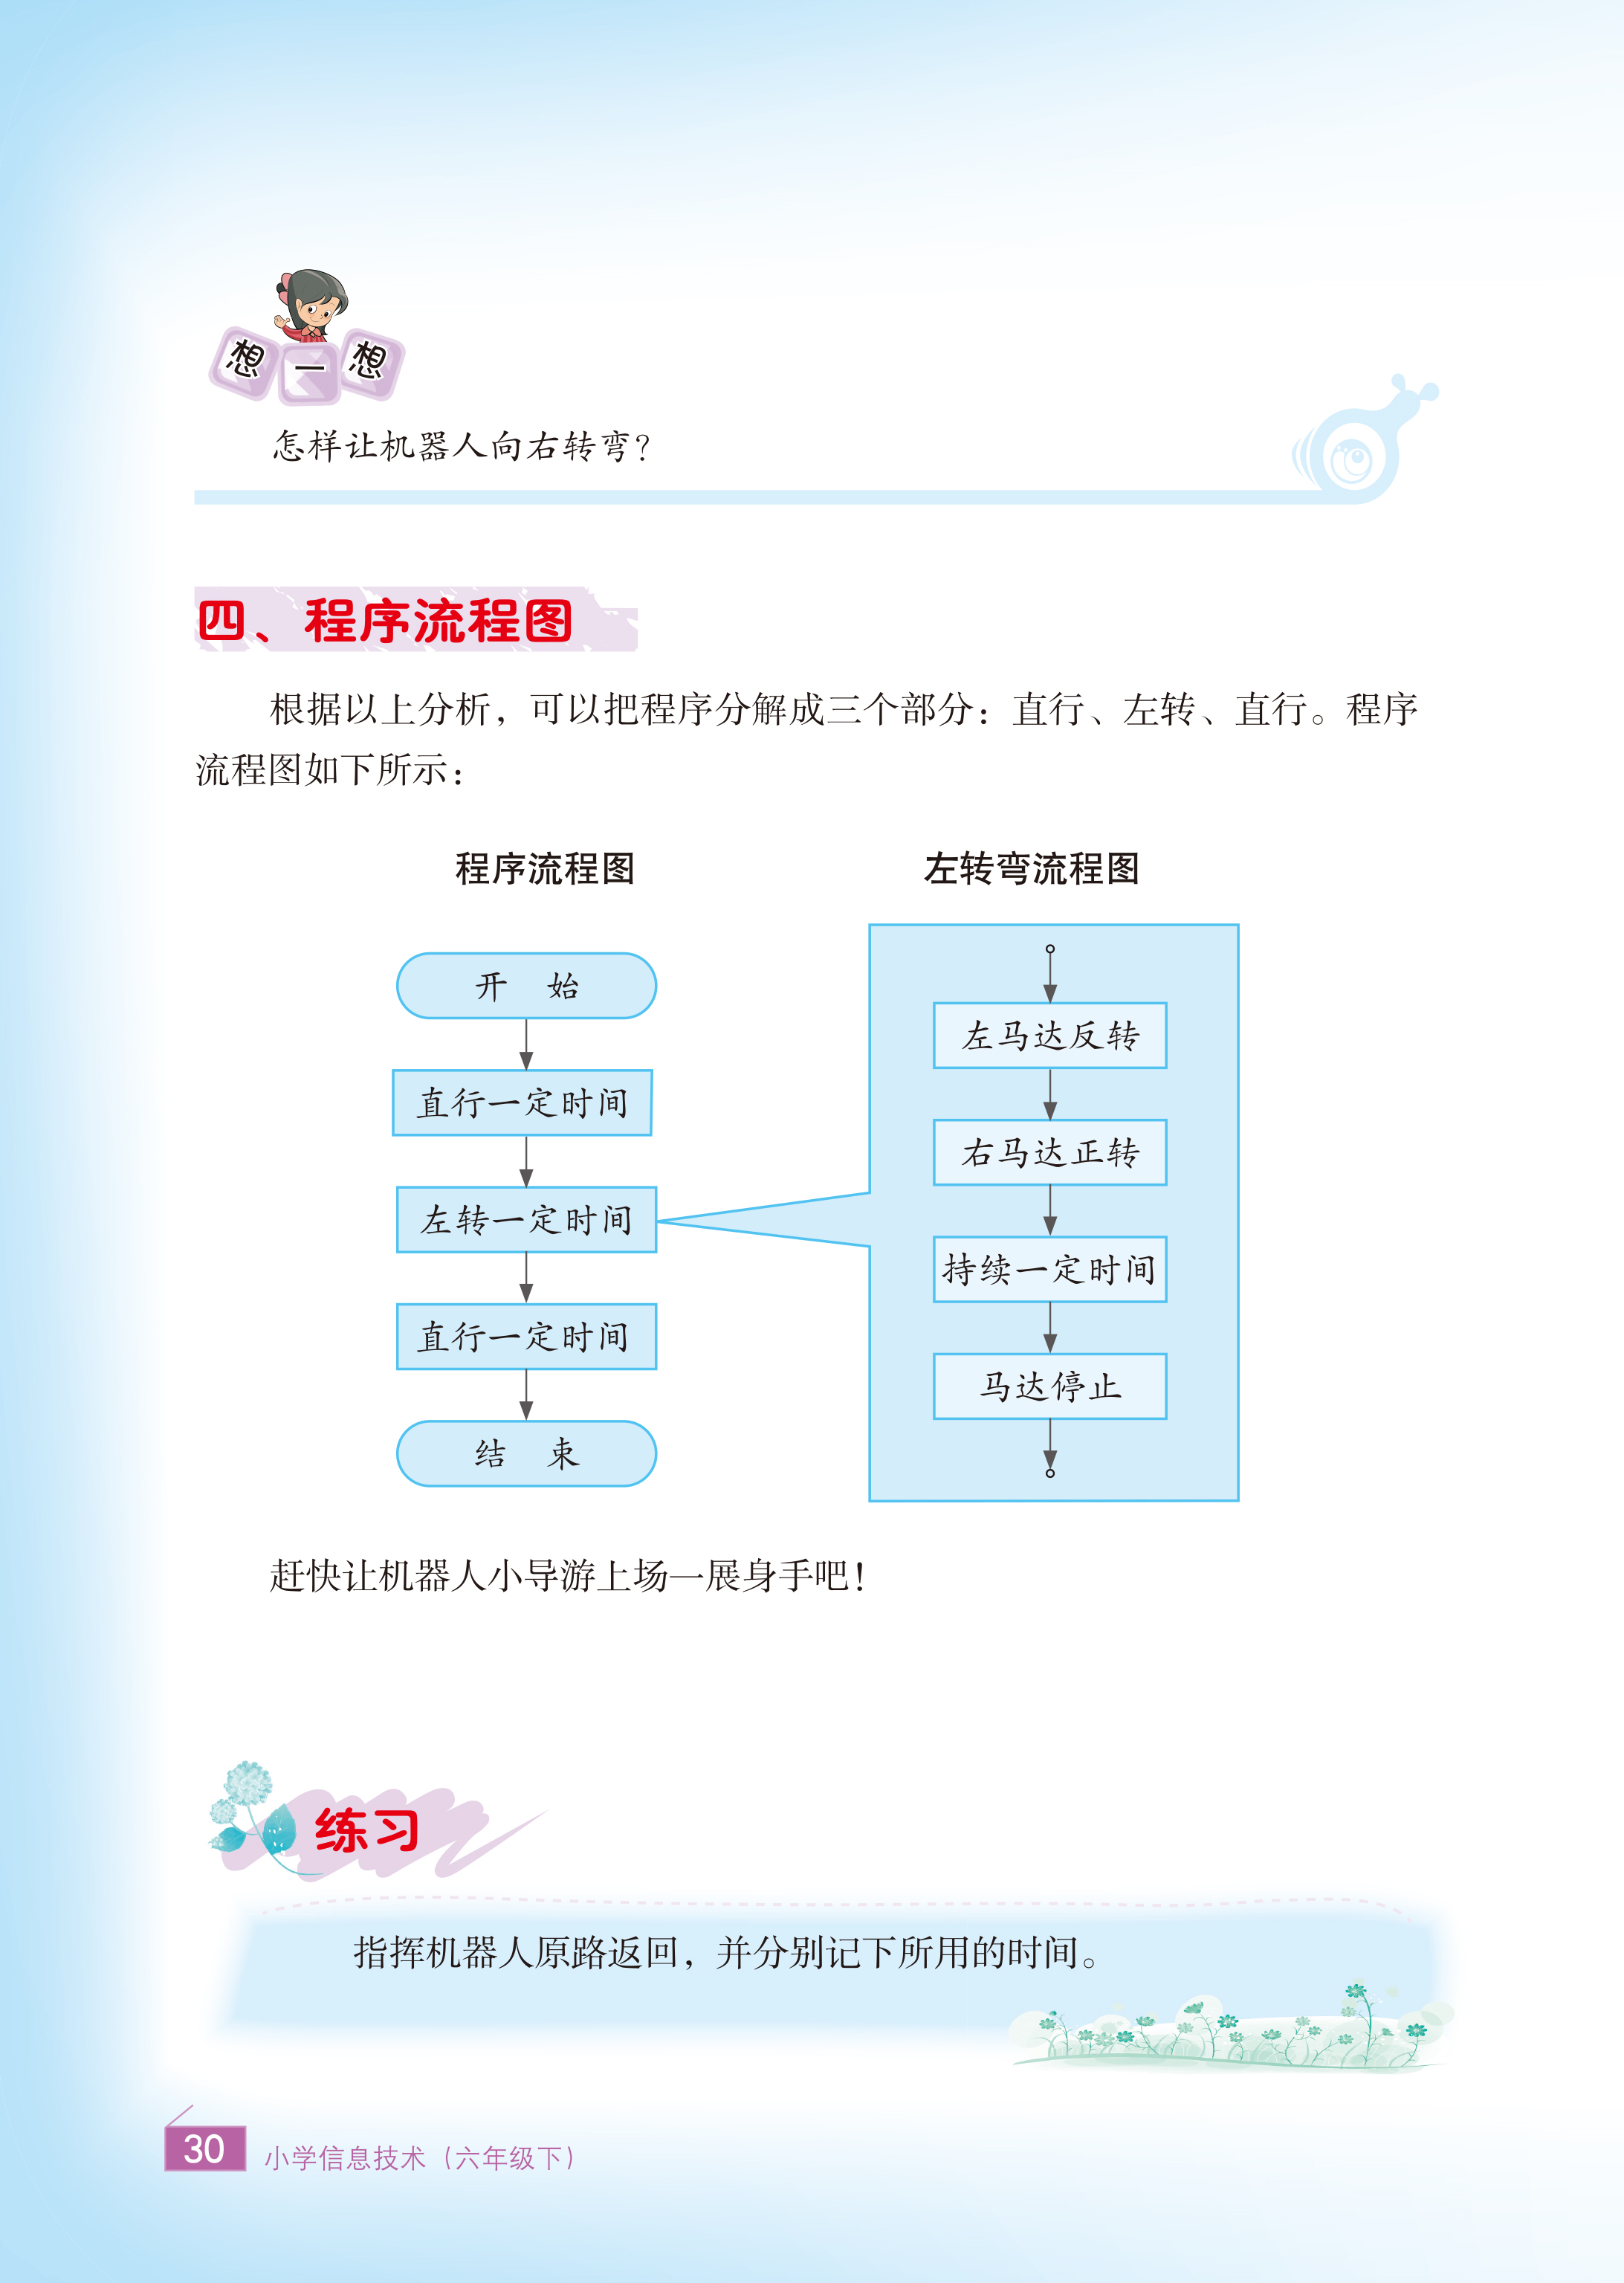 想一想
怎样让机器人向右转弯？
四、程序流程图
根据以上分析，可以把程序分解成三个部分：直行、左转、直行。程序
流程图如下所示：
程序流程图
开 始
直行一定时间
左转一定时间
直行一定时间
结 束
左转弯流程图
左马达反转
右马达正转
持续一定时间
马达停止
赶快让机器人小导游上场一展身手吧！
练习
指挥机器人原路返回，并分别记下所用的时间。
30
小学信息技术（六年级下）